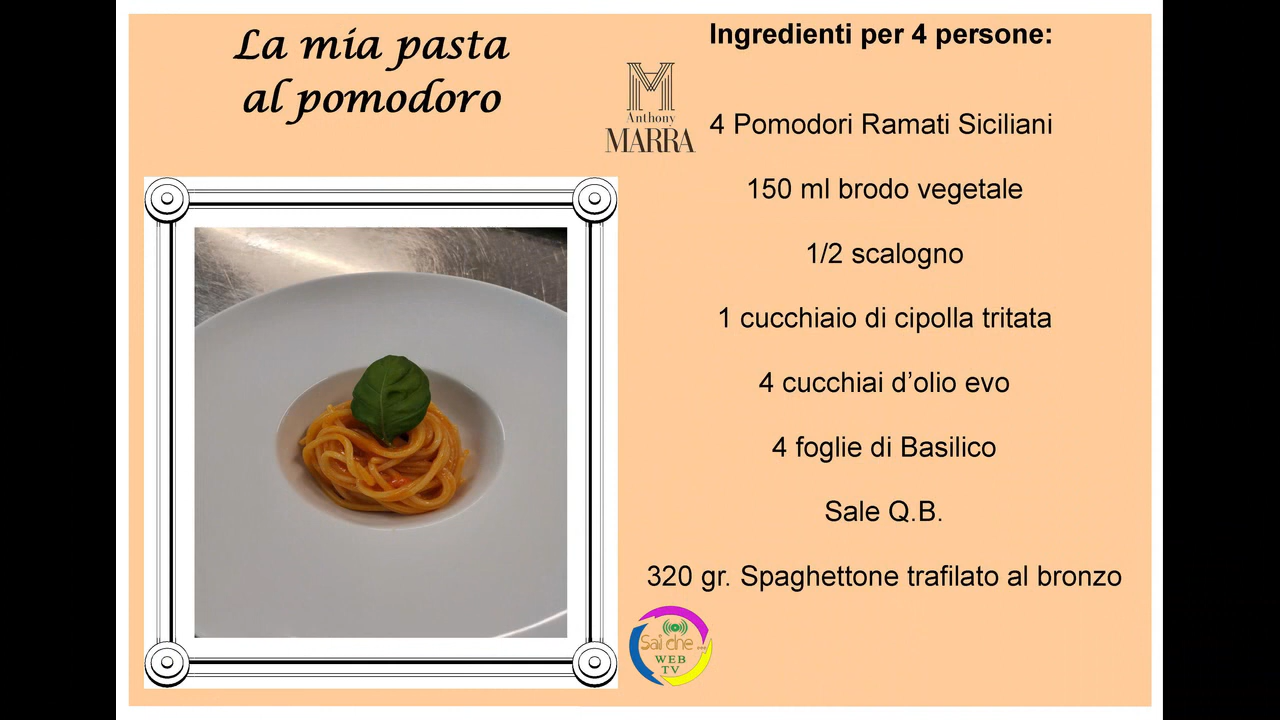 La mia pasta
al pomodoro
Ingredienti per 4 persone:
M
Anthony
MARRA
4 Pomodori Ramati Siciliani
150 ml brodo vegetale
1/2 scalogno
1 cucchiaio di cipolla tritata
4 cucchiai d’olio evo
4 foglie di Basilico
Sale Q.B.
320 gr. Spaghettone trafilato al bronzo
Sai che ...
WEB
TV